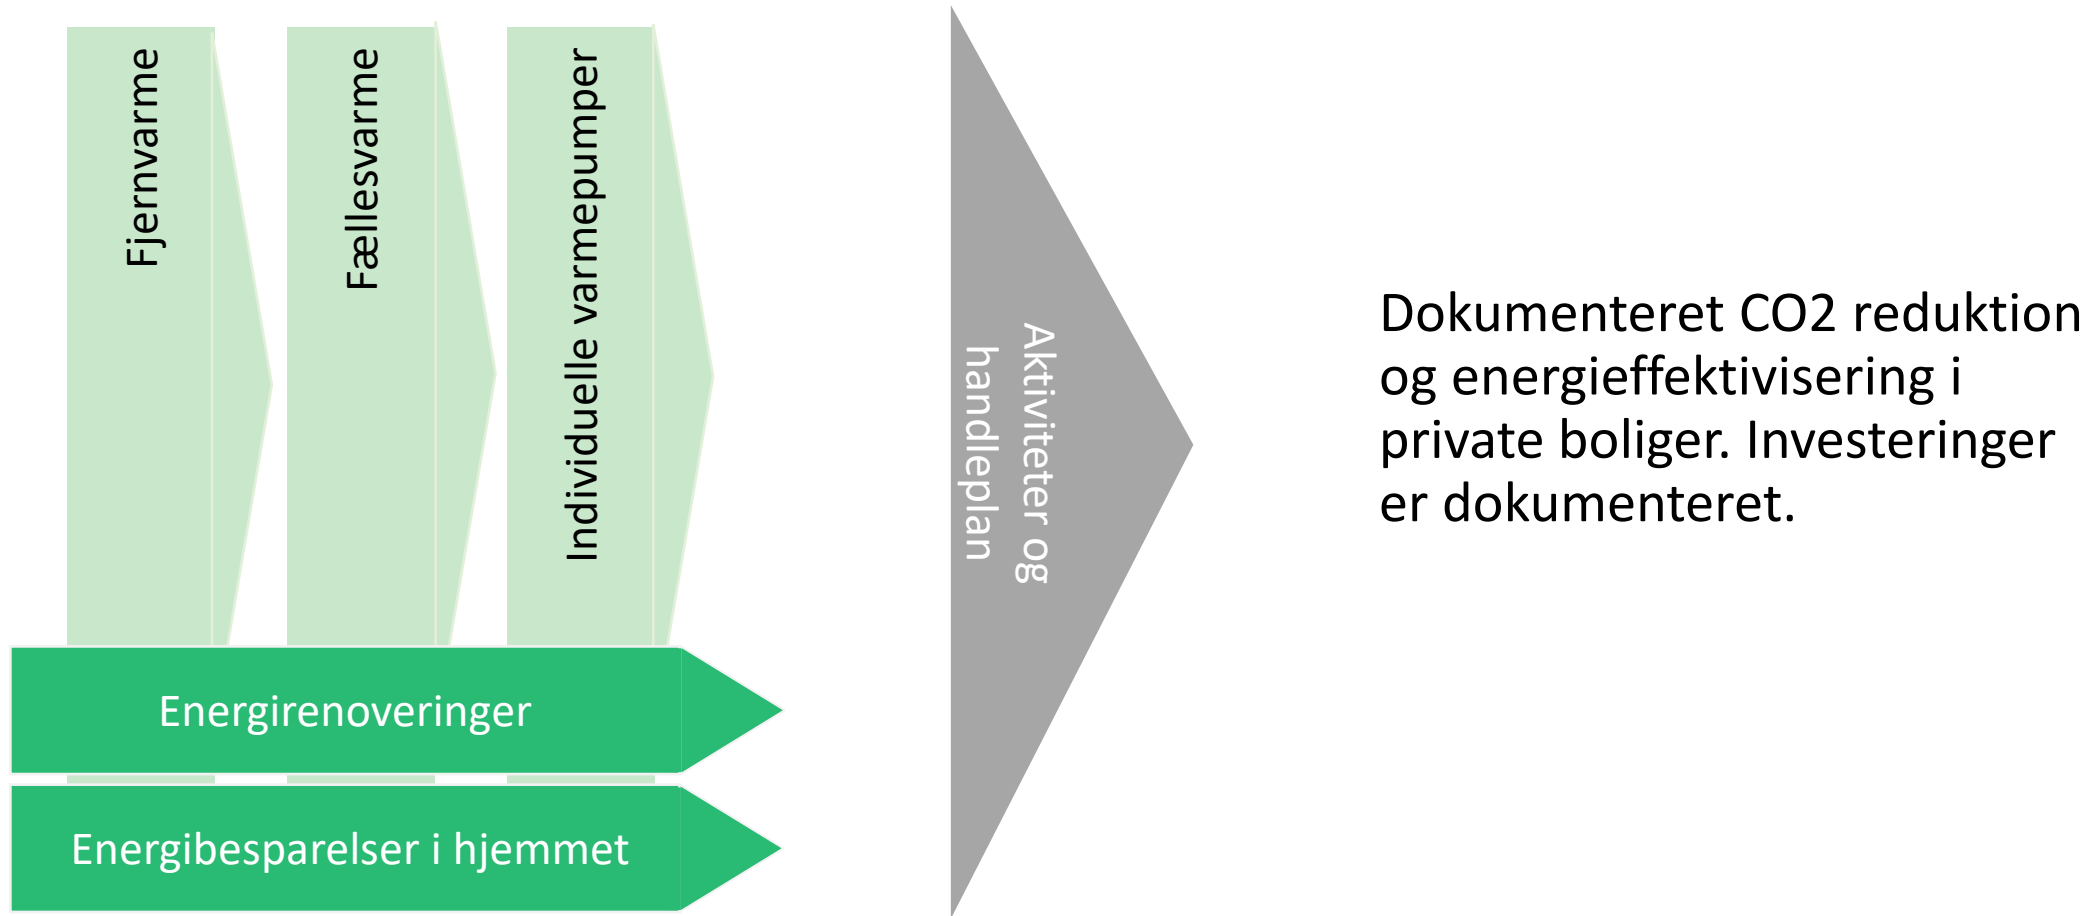 Fjernvarme
Fællesvarme
Individuelle varmepumper
Energirenoveringer
Energibesparelser i hjemmet
Aktiviteter og
handleplan
Dokumenteret CO2 reduktion
og energieffektivisering i
private boliger. Investeringer
er dokumenteret.